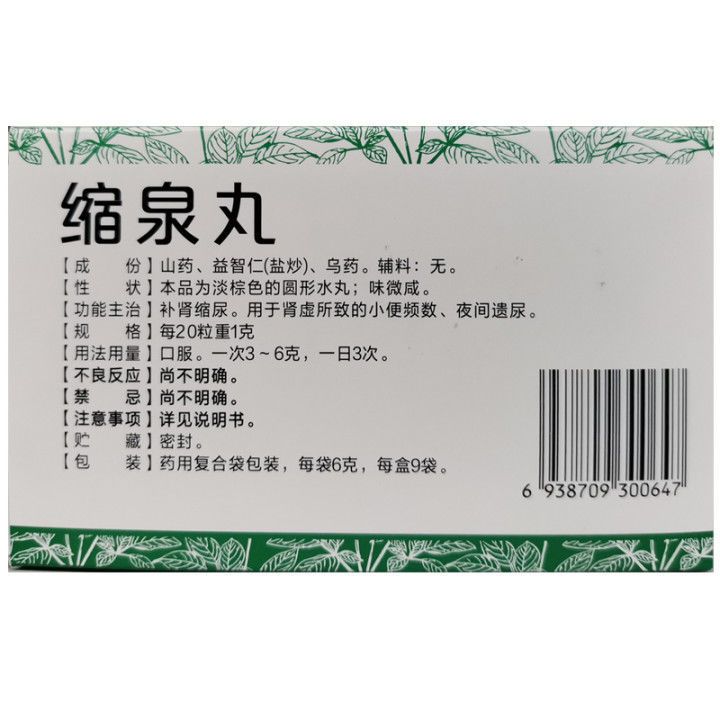 缩泉丸
【成份】山药、益智仁(盐炒)、乌药。辅料：无。
【性状】本品为淡棕色的圆形水丸；味微咸。
【功能主治】补肾缩尿。用于肾虚所致的小便频数、夜间遗尿。
【规格】每20粒重1克
【用法用量】口服。一次3~6克，一日3次。
【不良反应】尚不明确。
【禁忌】尚不明确。
【注意事项】详见说明书。
【贮藏】密封。
【包装】药用复合袋包装，每袋6克，每盒9袋。
6 938709 300647